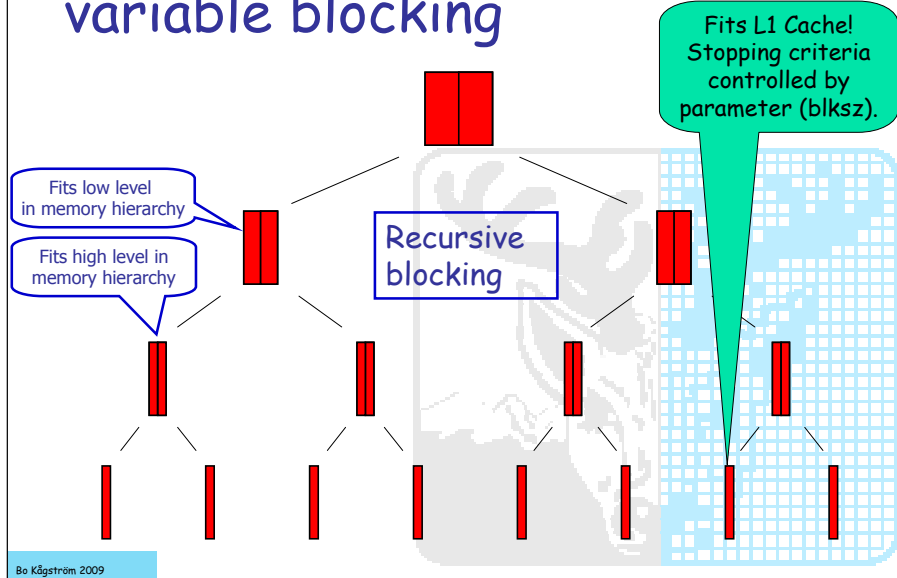 variable blocking
Fits L1 Cache!
Stopping criteria
controlled by
parameter (blksz).
Fits low level
in memory hierarchy
Recursive
blocking
Fits high level in
memory hierarchy
Bo Kågström 2009